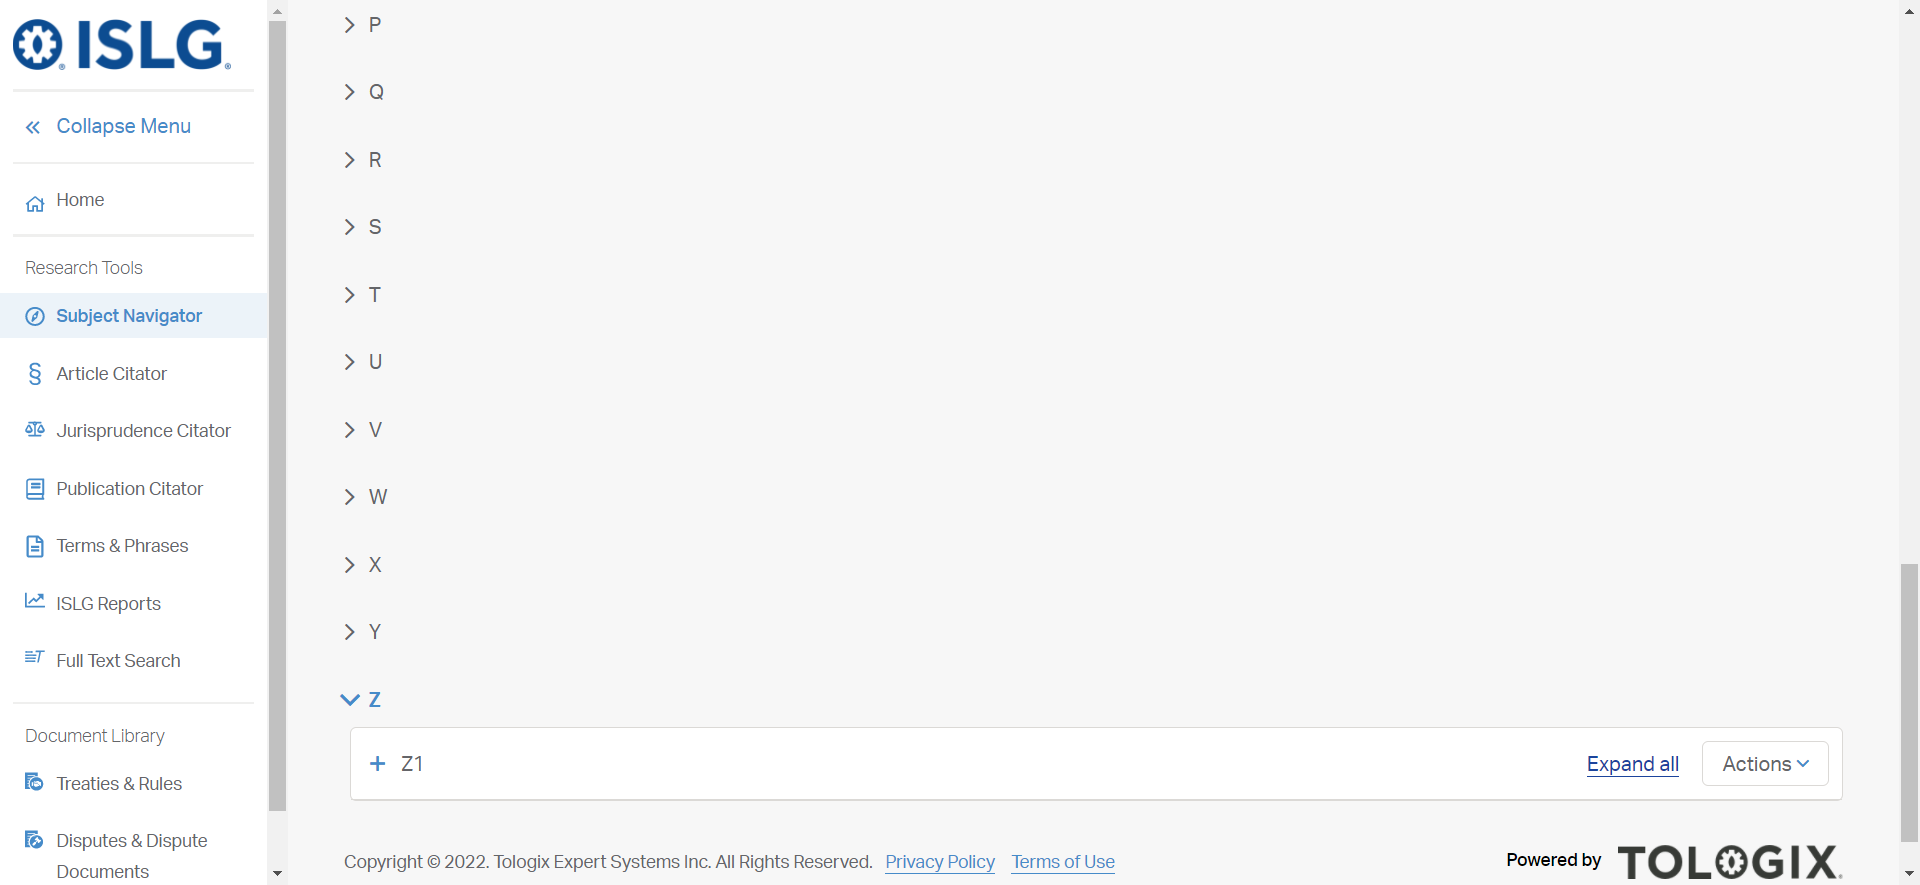 ISLG
Collapse Menu
Home
Research Tools
Subject Navigator
Article Citator
Jurisprudence Citator
Publication Citator
Terms & Phrases
ISLG Reports
Full Text Search
Document Library
Treaties & Rules
Disputes & Dispute
Documents
P
Q
R
S
T
U
V
W
X
Y
Z
Z1 Expand all Actions
Copyright © 2022. Tologix Expert Systems Inc. All Rights Reserved. Privacy Policy Terms of Use
Powered by TOLOGIX